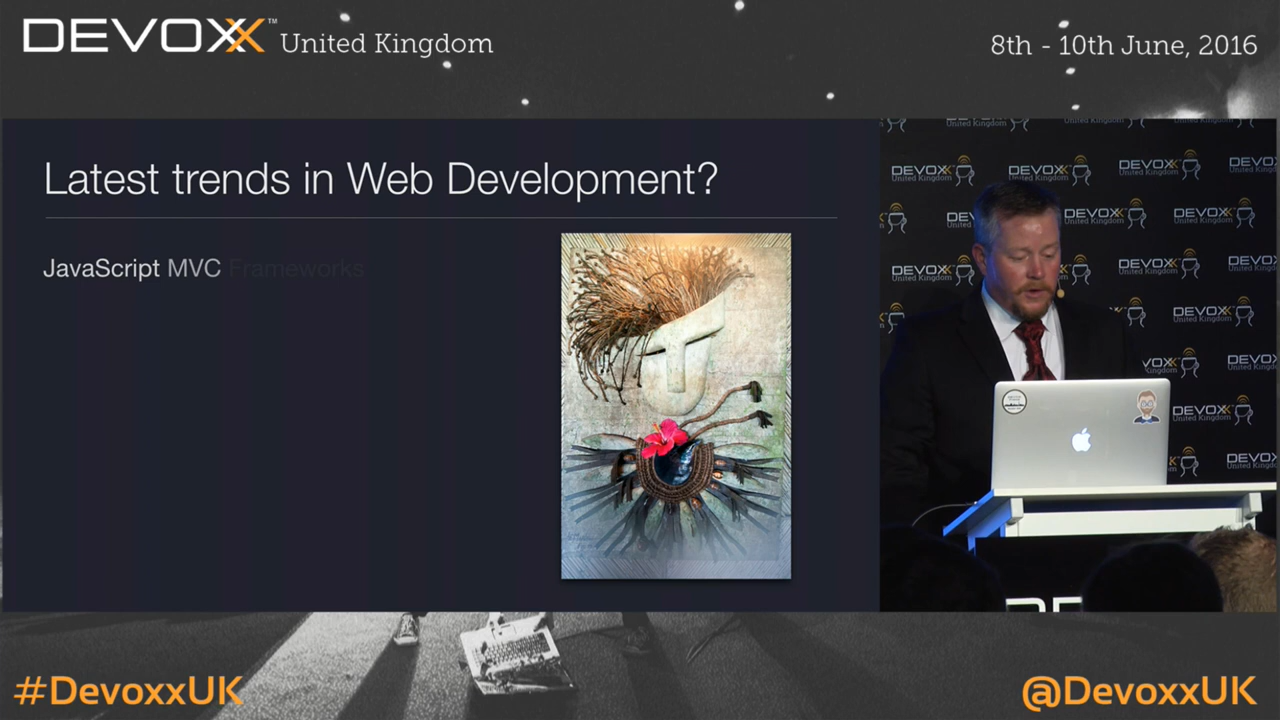 DEVOXX™ United Kingdom
8th - 10th June, 2016
Latest trends in Web Development?
JavaScript MVC Frameworks
DEVOXX
United Kingdom
#DevoxxUK
@DevoxxUK